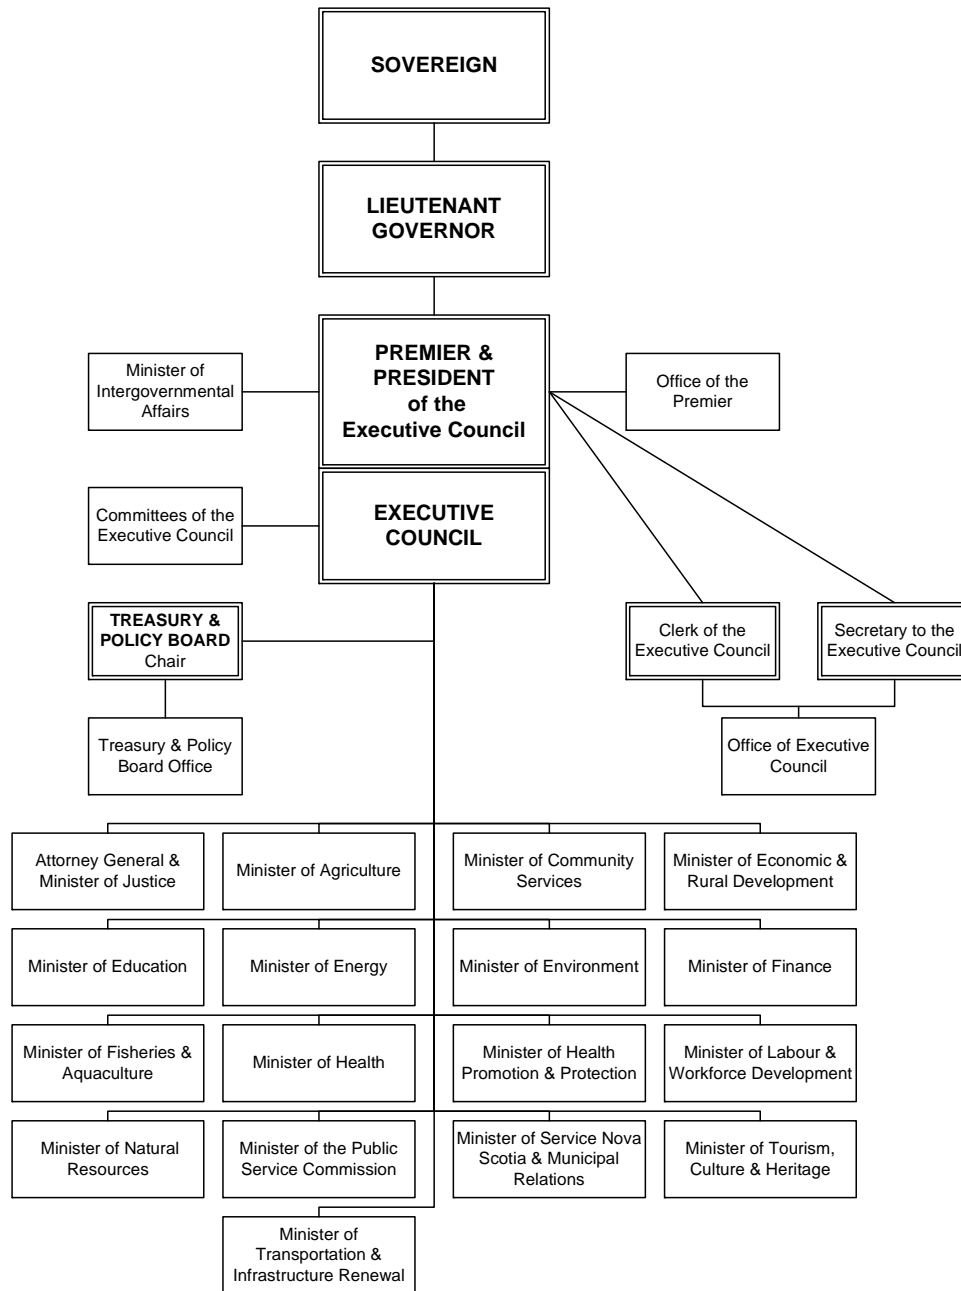 SOVEREIGN
LIEUTENANT
GOVERNOR
PREMIER &
PRESIDENT
of the
Executive Council
Minister of
Intergovernmental
Affairs
Office of the
Premier
Committees of the
Executive Council
EXECUTIVE
COUNCIL
TREASURY &
POLICY BOARD
Chair
Clerk of the
Executive Council
Secretary to the
Executive Council
Treasury & Policy
Board Office
Office of Executive
Council
Attorney General &
Minister of Justice
Minister of Agriculture
Minister of Community
Services
Minister of Economic &
Rural Development
Minister of Education
Minister of Energy
Minister of Environment
Minister of Finance
Minister of Fisheries &
Aquaculture
Minister of Health
Minister of Health
Promotion & Protection
Minister of Labour &
Workforce Development
Minister of Natural
Resources
Minister of the Public
Service Commission
Minister of Service Nova
Scotia & Municipal
Relations
Minister of Tourism,
Culture & Heritage
Minister of
Transportation &
Infrastructure Renewal